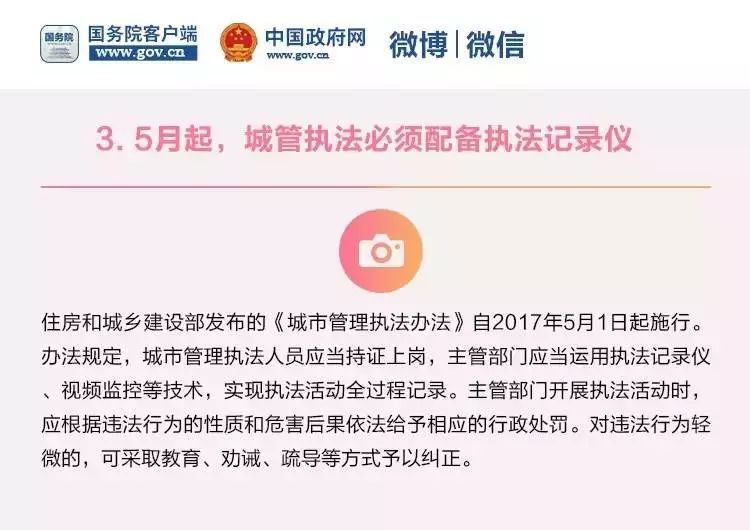 国务院
国务院客户端
www.gov.cn
中国政府网
www.gov.cn
微博|微信
3. 5月起，城管执法必须配备执法记录仪
住房和城乡建设部发布的《城市管理执法办法》自2017年5月1日起施行。
办法规定，城市管理执法人员应当持证上岗，主管部门应当运用执法记录仪
、视频监控等技术，实现执法活动全过程记录。主管部门开展执法活动时，
应根据违法行为的性质和危害后果依法给予相应的行政处罚。对违法行为轻
微的，可采取教育、劝诫、疏导等方式予以纠正。